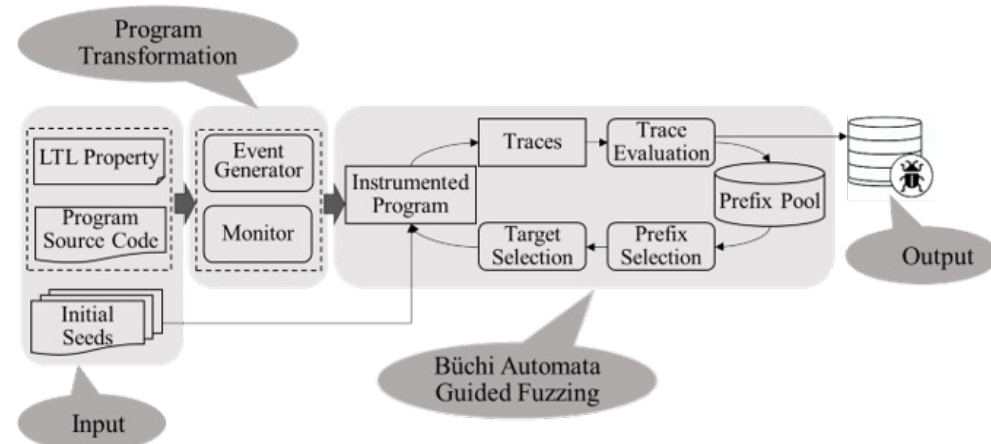 Program
Transformation
LTL Property
Program
Source Code
Initial
Seeds
Input
Event
Generator
Monitor
Instrumented
Program
Traces
Trace
Evaluation
Prefix Pool
Prefix
Selection
Target
Selection
Büchi Automata
Guided Fuzzing
Output